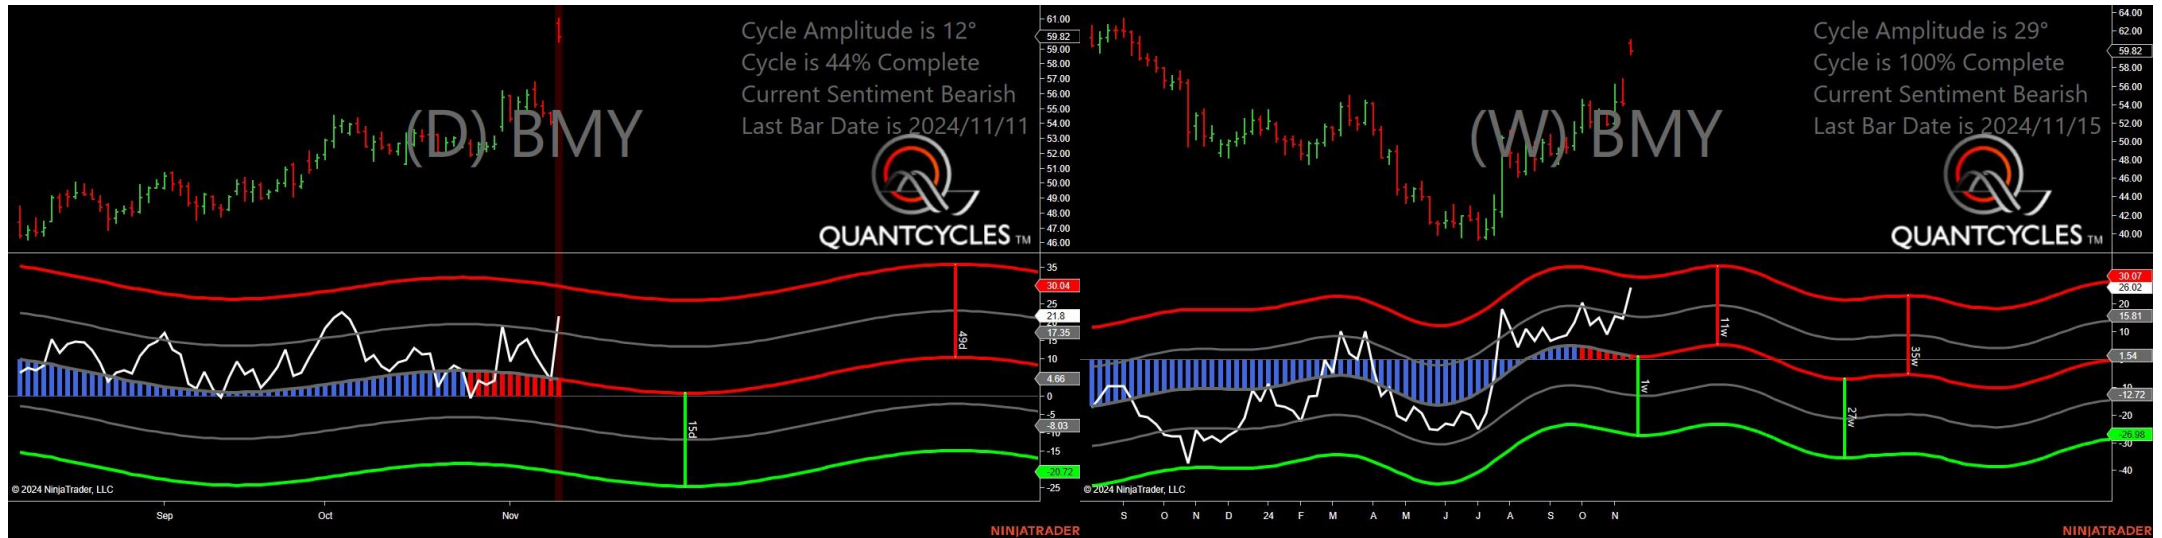 Cycle Amplitude is 12°
Cycle is 44% Complete
Current Sentiment Bearish
Last Bar Date is 2024/11/11
(D) BMY
QUANTCYCLES TM
61.00
59.82
59.00
58.00
57.00
56.00
55.00
54.00
53.00
52.00
51.00
50.00
49.00
48.00
47.00
46.00
35
30.04
25
21.8
17.35
15
10
4.66
0
-5
-8.03
-10
-15
-20.72
-25
49d
15d
© 2024 NinjaTrader, LLC
Sep
Oct
Nov
NINJATRADER
Cycle Amplitude is 29°
Cycle is 100% Complete
Current Sentiment Bearish
Last Bar Date is 2024/11/15
(W) BMY
QUANTCYCLES TM
64.00
62.00
59.82
58.00
56.00
54.00
52.00
50.00
48.00
46.00
44.00
42.00
40.00
30.07
26.02
20
15.81
10
1.54
-10
-12.72
-20
-26.98
-30
-40
11w
35w
1w
27w
© 2024 NinjaTrader, LLC
S O N D 24 F M A M J J A S O N
NINJATRADER